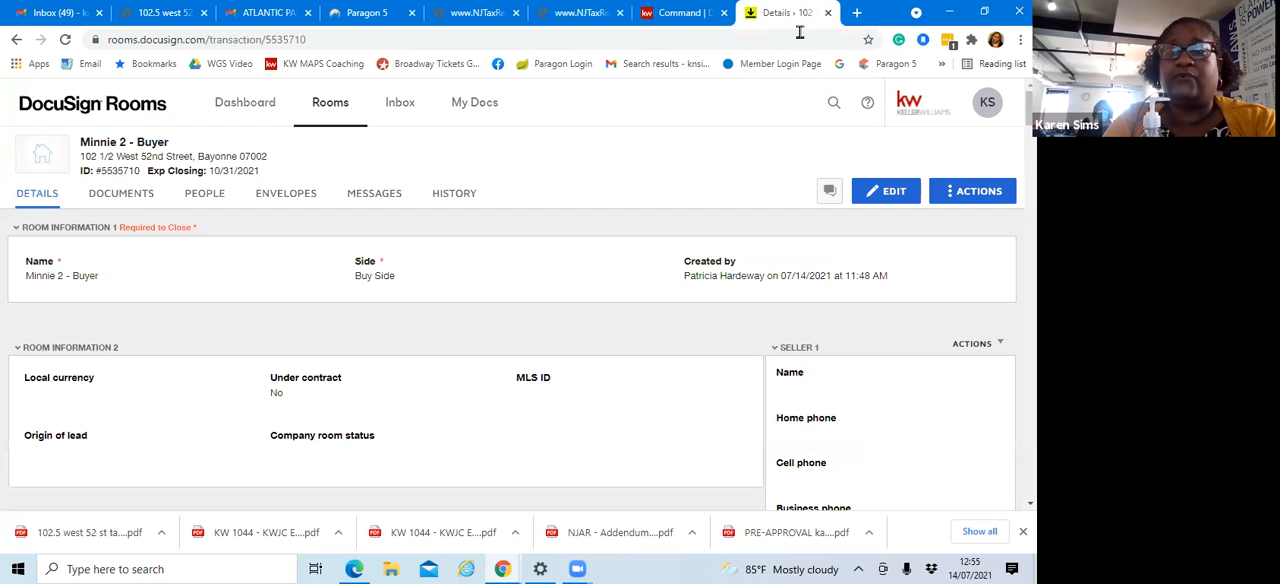 Inbox (49) -
102.5 west 52
ATLANTIC PA
Paragon 5
www.NJTaxR
www.NJTaxR
Command | D
Details › 102
rooms.docusign.com/transaction/5535710
1
Apps
Email
Bookmarks
WGS Video
KW MAPS Coaching
Broadway Tickets G...
Paragon Login
Search results - knsi...
Member Login Page
Paragon 5
»
Reading list
DocuSign Rooms
Dashboard
Rooms
Inbox
My Docs
kw
KELLERWILLIAMS
KS
Karen Sims
Minnie 2 - Buyer
102 1/2 West 52nd Street, Bayonne 07002
ID: #5535710 Exp Closing: 10/31/2021
DETAILS
DOCUMENTS
PEOPLE
ENVELOPES
MESSAGES
HISTORY
EDIT
ACTIONS
ROOM INFORMATION 1 Required to Close *
Name *
Side *
Created by
Minnie 2 - Buyer
Buy Side
Patricia Hardeway on 07/14/2021 at 11:48 AM
ROOM INFORMATION 2
SELLER 1
ACTIONS
Local currency
Under contract
No
MLS ID
Origin of lead
Company room status
Name
Home phone
Cell phone
Business phone
102.5 west 52 st ta....pdf
KW 1044 - KWJC E....pdf
KW 1044 - KWJC E....pdf
NJAR - Addendum....pdf
PRE-APPROVAL ka....pdf
Show all
Type here to search
85°F Mostly cloudy
12:55
14/07/2021